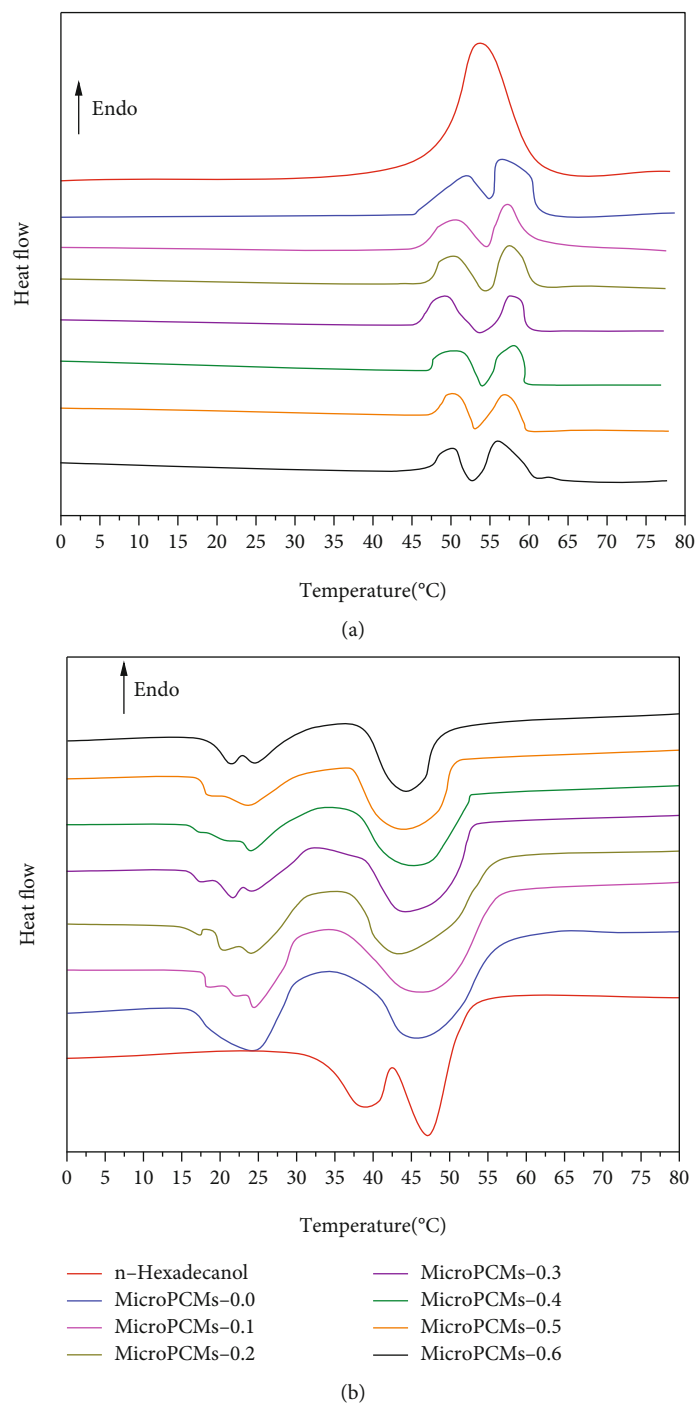 Endo
Heat flow
0 5 10 15 20 25 30 35 40 45 50 55 60 65 70 75 80
Temperature(°C)
(a)
Endo
Heat flow
0 5 10 15 20 25 30 35 40 45 50 55 60 65 70 75 80
Temperature(°C)
n–Hexadecanol
MicroPCMs–0.0
MicroPCMs–0.1
MicroPCMs–0.2
MicroPCMs–0.3
MicroPCMs–0.4
MicroPCMs–0.5
MicroPCMs–0.6
(b)